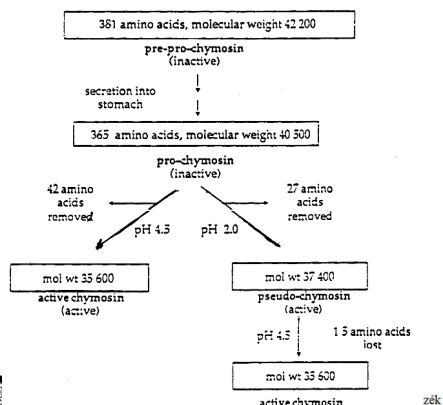 381 amino acids, molecular weight 42 200
pre-pro-chymosin
(inactive)
secretion into
stomach
365 amino acids, molecular weight 40 500
pro-chymosin
(inactive)
42 amino
acids
removed
27 amino
acids
removed
pH 4.5
pH 2.0
mol wt 35 600
active chymosin
(active)
mol wt 37 400
pseudo-chymosin
(active)
pH 4.5
15 amino acids
lost
mol wt 35 600
active chymosin
zék